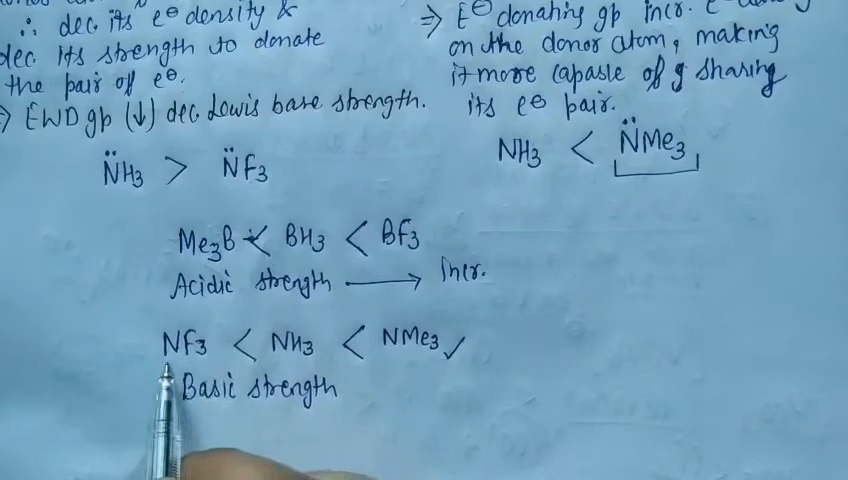 ∴ dec. its e⊖ density &
dec. its strength to donate
the pair of e⊖.
⇒ EWD gp (↓) dec. Lewis base strength.
N̈H3 > N̈F3
⇒ E⊖ donating gp incr. e⊖
on the donor atom, making
it more capable of sharing
its e⊖ pair.
NH3 < N̈Me3
Me3B < BH3 < BF3
Acidic strength ⟶ Incr.
NF3 < NH3 < NMe3 ✓
Basic strength